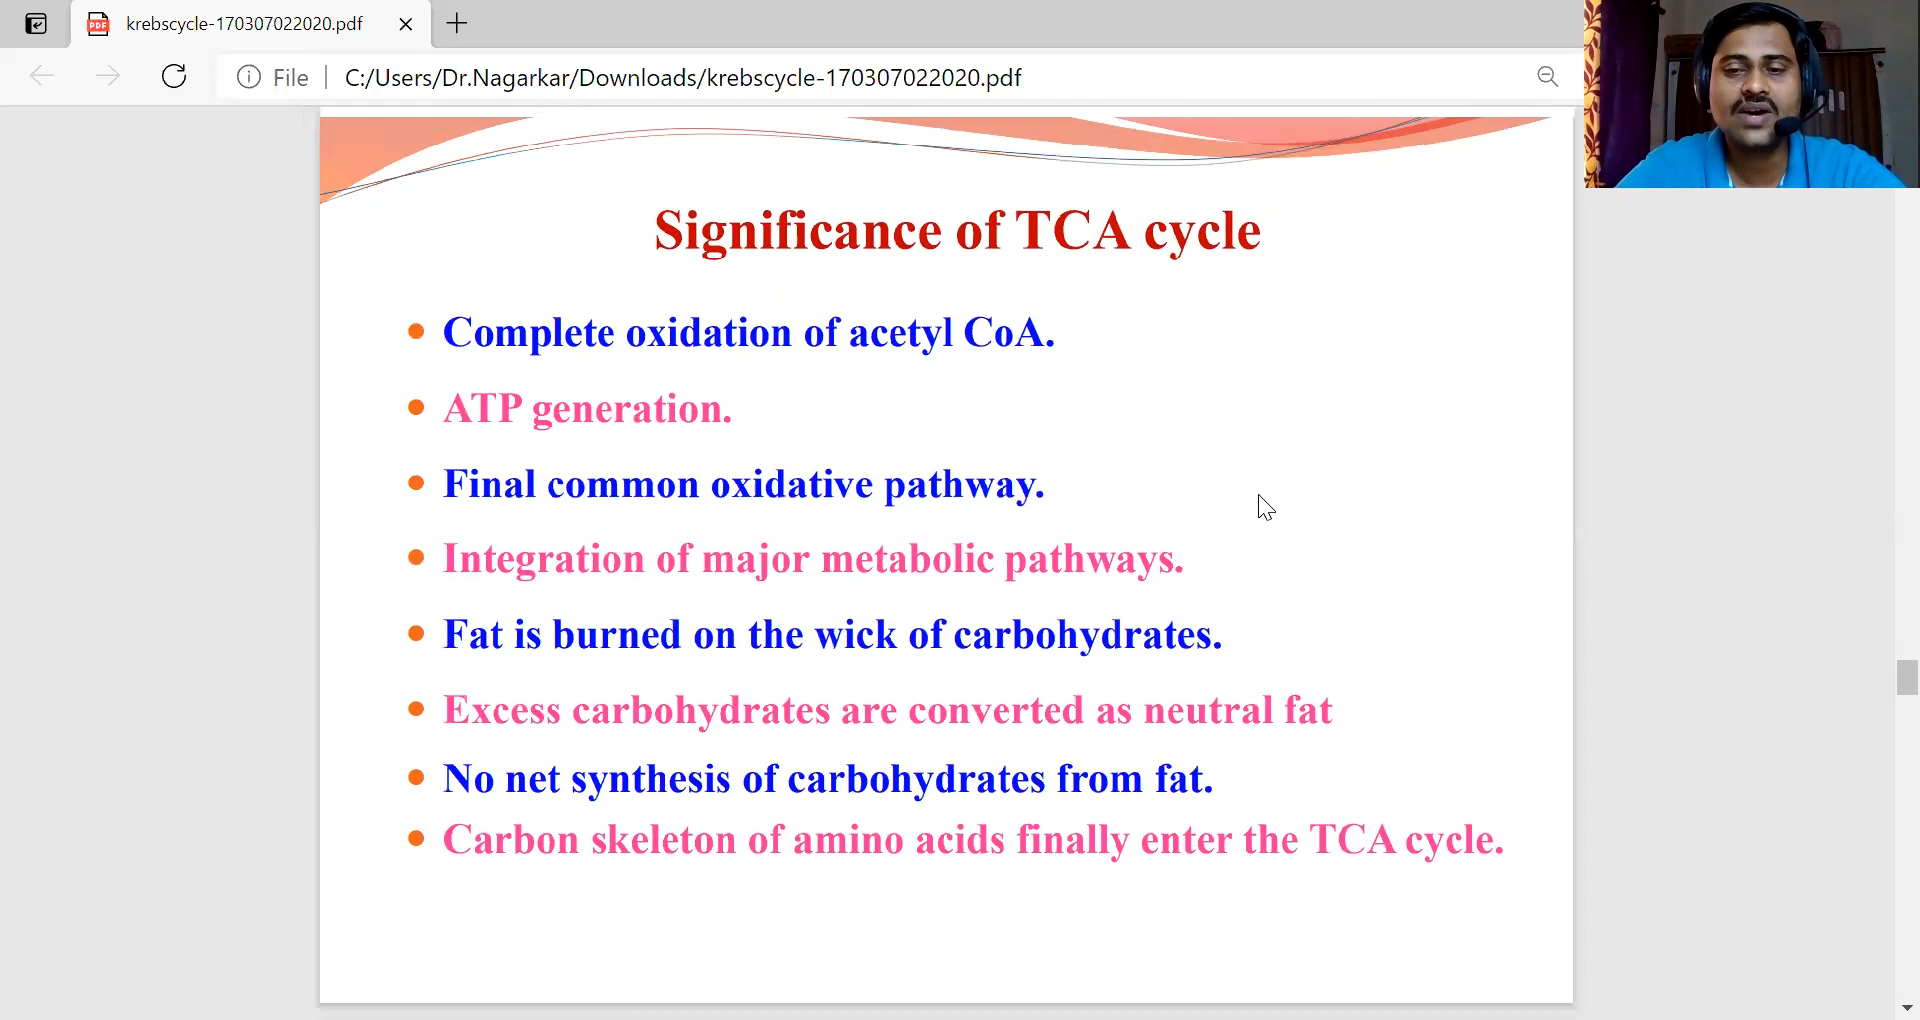 krebscycle-170307022020.pdf
File
C:/Users/Dr.Nagarkar/Downloads/krebscycle-170307022020.pdf
Significance of TCA cycle
Complete oxidation of acetyl CoA.
ATP generation.
Final common oxidative pathway.
Integration of major metabolic pathways.
Fat is burned on the wick of carbohydrates.
Excess carbohydrates are converted as neutral fat
No net synthesis of carbohydrates from fat.
Carbon skeleton of amino acids finally enter the TCA cycle.